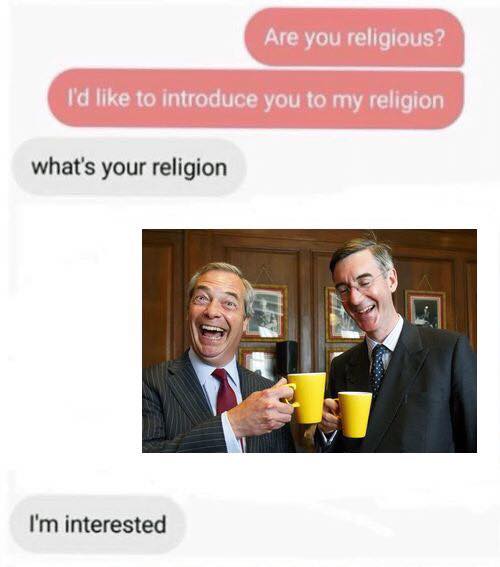 Are you religious?
I'd like to introduce you to my religion
what's your religion
I'm interested